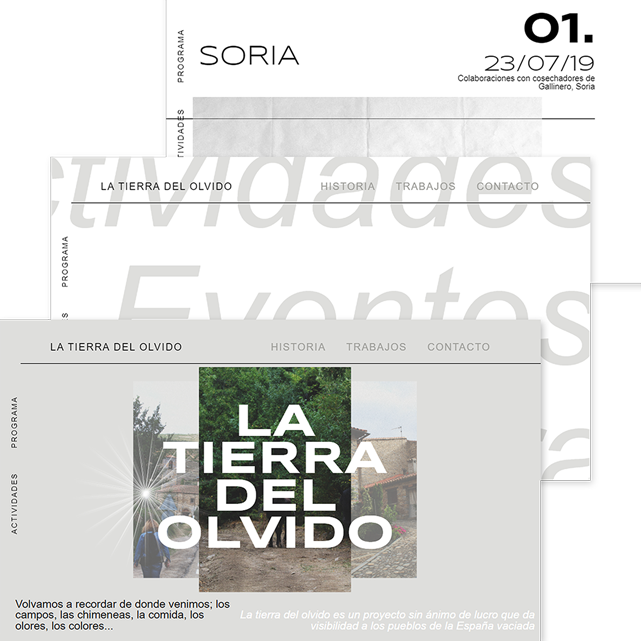 PROGRAMA
SORIA
01.
23/07/19
Colaboraciones con cosechadores de
Gallinero, Soria
TIVIDADES
ctividades
LA TIERRA DEL OLVIDO
HISTORIA
TRABAJOS
CONTACTO
PROGRAMA
Eventos
LA TIERRA DEL OLVIDO
HISTORIA
TRABAJOS
CONTACTO
PROGRAMA
ACTIVIDADES
LA
TIERRA
DEL
OLVIDO
Volvamos a recordar de donde venimos; los
campos, las chimeneas, la comida, los
olores, los colores...
La tierra del olvido es un proyecto sin ánimo de lucro que da
visibilidad a los pueblos de la España vaciada